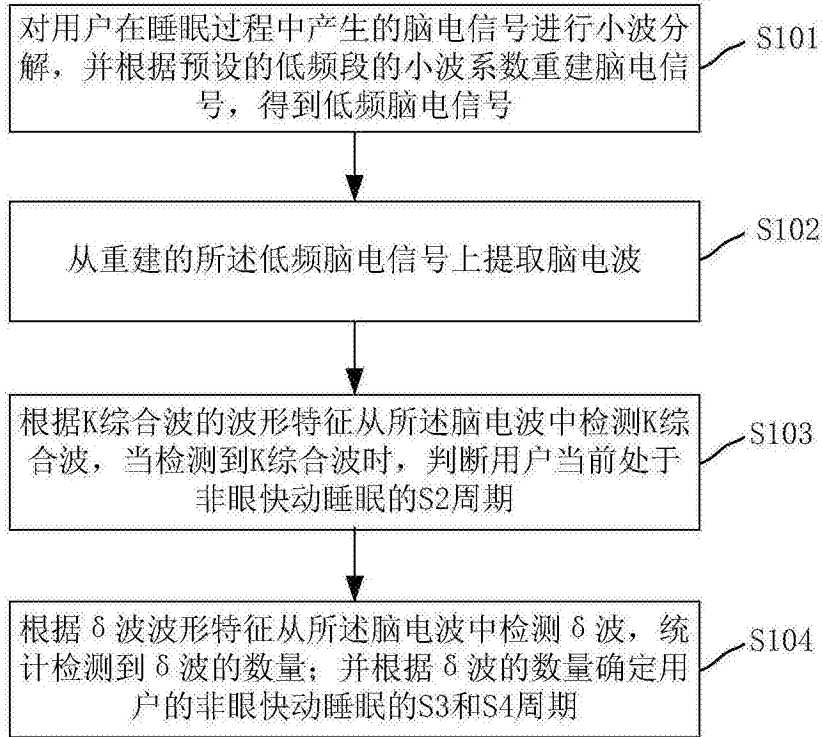 对用户在睡眠过程中产生的脑电信号进行小波分
解，并根据预设的低频段的小波系数重建脑电信
号，得到低频脑电信号
S101
从重建的所述低频脑电信号上提取脑电波
S102
根据K综合波的波形特征从所述脑电波中检测K综
合波，当检测到K综合波时，判断用户当前处于
非眼快动睡眠的S2周期
S103
根据δ波波形特征从所述脑电波中检测δ波，统
计检测到δ波的数量；并根据δ波的数量确定用
户的非眼快动睡眠的S3和S4周期
S104